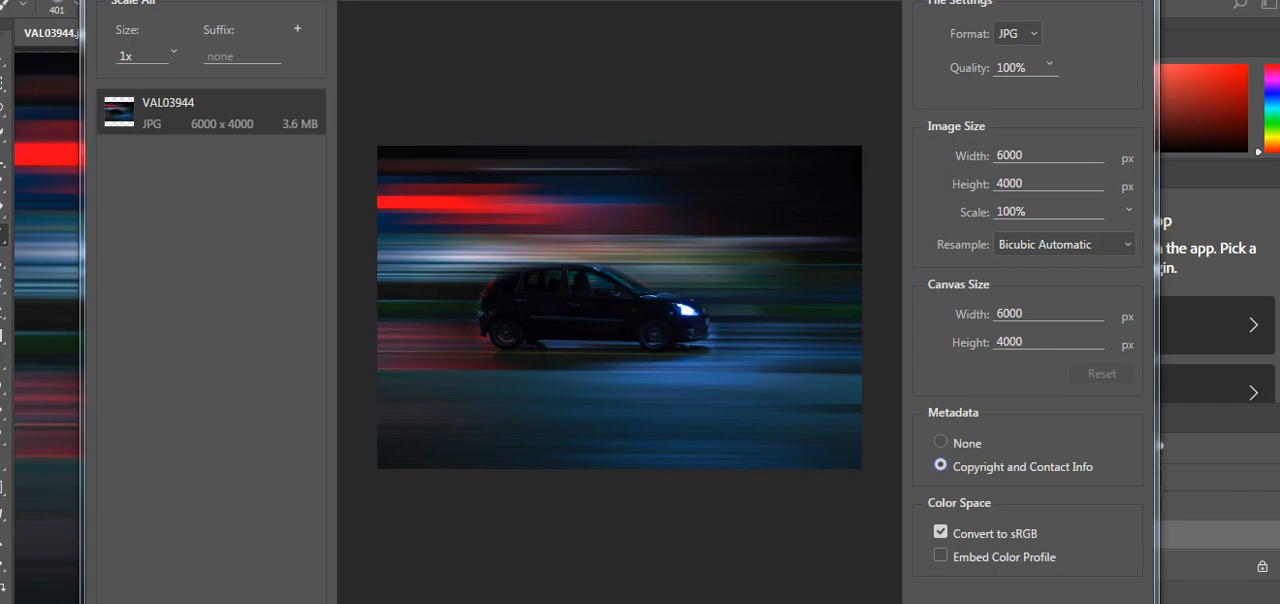 401
VAL03944.j
Scale All
Size:
Suffix:
+
1x
none
VAL03944
JPG 6000 x 4000 3.6 MB
File Settings
Format: JPG
Quality: 100%
Image Size
Width: 6000 px
Height: 4000 px
Scale: 100%
Resample: Bicubic Automatic
Canvas Size
Width: 6000 px
Height: 4000 px
Reset
Metadata
None
Copyright and Contact Info
Color Space
Convert to sRGB
Embed Color Profile
the app. Pick a